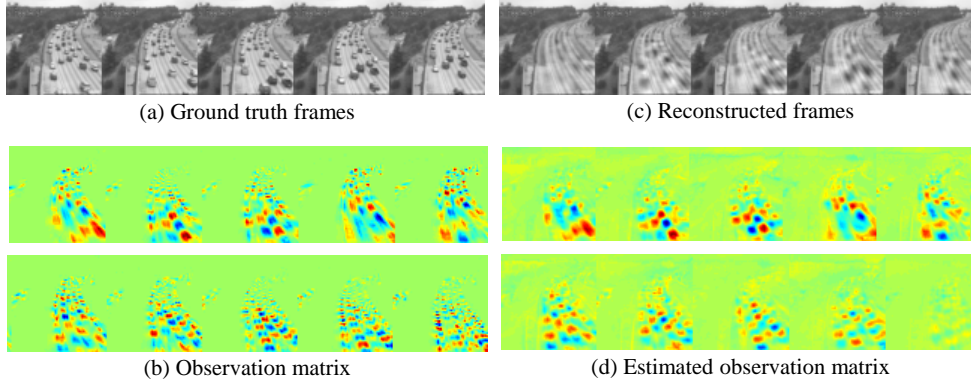 (a) Ground truth frames
(c) Reconstructed frames
(b) Observation matrix
(d) Estimated observation matrix